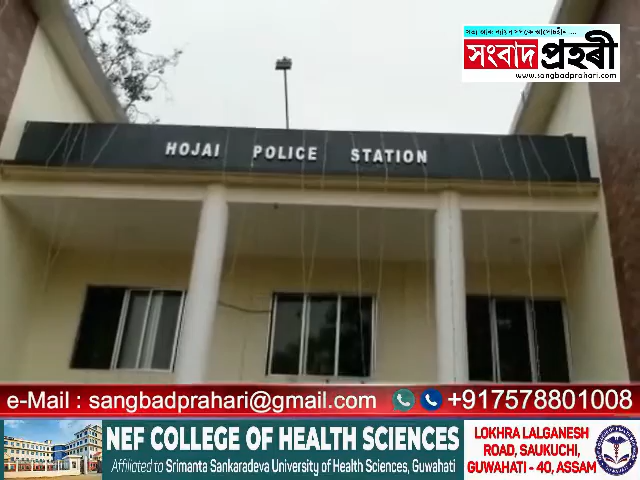 সংবাদ প্ৰহৰী
www.sangbadprahari.com
HOJAI POLICE STATION
e-Mail : sangbadprahari@gmail.com +917578801008
NEF COLLEGE OF HEALTH SCIENCES
Affiliated to Srimanta Sankaradeva University of Health Sciences, Guwahati
LOKHRA LALGANESH
ROAD, SAUKUCHI,
GUWAHATI - 40, ASSAM